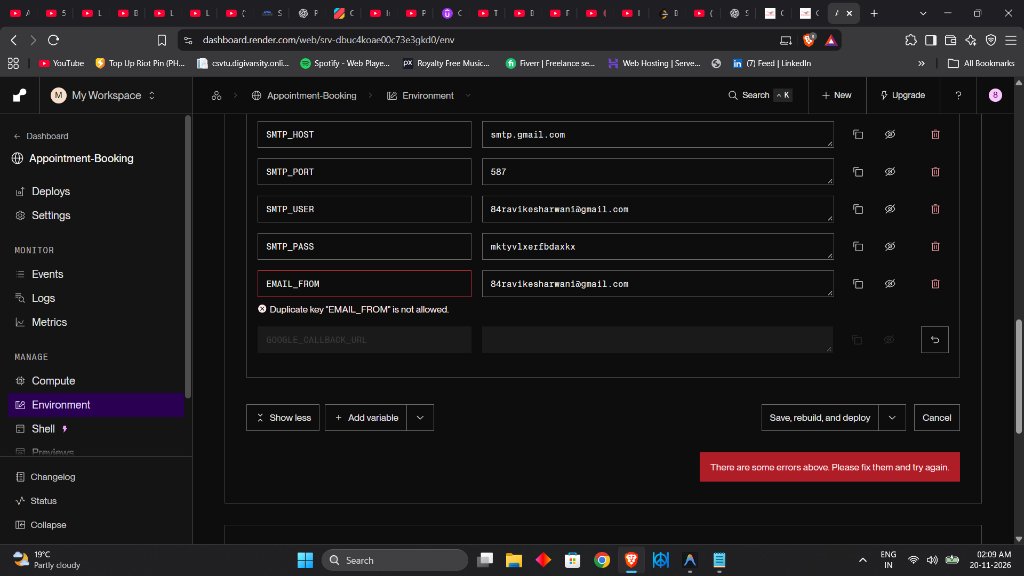 dashboard.render.com/web/srv-dbuc4koae00c73e3gkd0/env
YouTube
Top Up Riot Pin (PH...
csvtu.digivarsity.onli...
Spotify - Web Playe...
Royalty Free Music...
Fiverr | Freelance se...
Web Hosting | Serve...
(7) Feed | LinkedIn
»
All Bookmarks
M My Workspace
Appointment-Booking
Environment
Search ^ K
+ New
Upgrade
?
8
← Dashboard
Appointment-Booking
Deploys
Settings
MONITOR
Events
Logs
Metrics
MANAGE
Compute
Environment
Shell
Previews
Changelog
Status
Collapse
SMTP_HOST smtp.gmail.com
SMTP_PORT 587
SMTP_USER 84ravikesharwani@gmail.com
SMTP_PASS mktyvlxerfbdaxkx
EMAIL_FROM 84ravikesharwani@gmail.com
Duplicate key "EMAIL_FROM" is not allowed.
GOOGLE_CALLBACK_URL
Show less
+ Add variable
Save, rebuild, and deploy
Cancel
There are some errors above. Please fix them and try again.
19°C
Partly cloudy
Search
ENG
IN
02:09 AM
20-11-2026